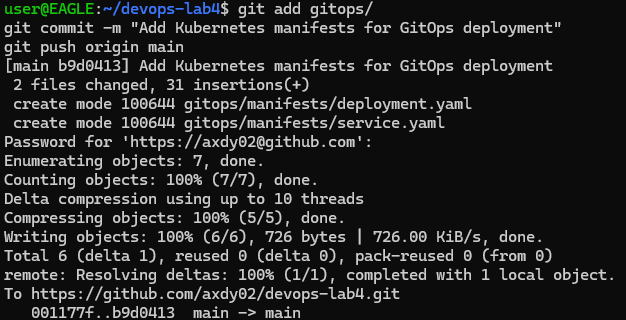 user@EAGLE:~/devops-lab4$ git add gitops/
git commit -m "Add Kubernetes manifests for GitOps deployment"
git push origin main
[main b9d0413] Add Kubernetes manifests for GitOps deployment
 2 files changed, 31 insertions(+)
 create mode 100644 gitops/manifests/deployment.yaml
 create mode 100644 gitops/manifests/service.yaml
Password for 'https://axdy02@github.com':
Enumerating objects: 7, done.
Counting objects: 100% (7/7), done.
Delta compression using up to 10 threads
Compressing objects: 100% (5/5), done.
Writing objects: 100% (6/6), 726 bytes | 726.00 KiB/s, done.
Total 6 (delta 1), reused 0 (delta 0), pack-reused 0 (from 0)
remote: Resolving deltas: 100% (1/1), completed with 1 local object.
To https://github.com/axdy02/devops-lab4.git
   001177f..b9d0413  main -> main